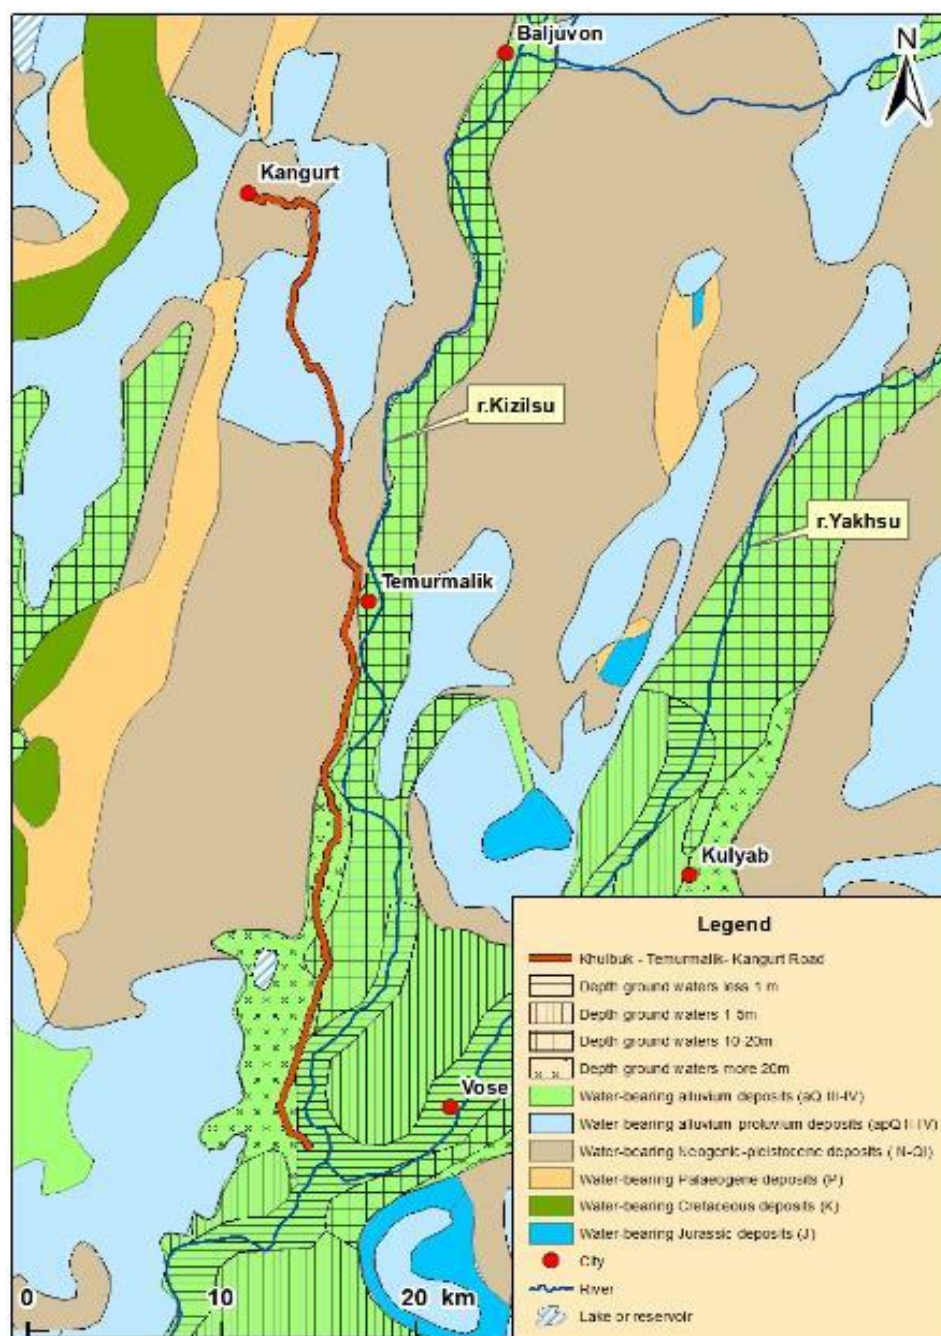 Baljuvon
N
Kangurt
r.Kizilsu
r.Yakhsu
Temurmalik
Kulyab
Vose
Legend
Khulbuk - Temurmalik- Kangurt Road
Depth ground waters less 1 m
Depth ground waters 1-5m
Depth ground waters 10-20m
Depth ground waters more 20m
Water-bearing alluvium deposits (aQ III-IV)
Water-bearing alluvium-proluvium deposits (apQ II-IV)
Water-bearing Neogenic-pleistocene deposits ( N-QI)
Water-bearing Palaeogene deposits (P)
Water-bearing Cretaceous deposits (K)
Water-bearing Jurassic deposits (J)
City
River
Lake or reservoir
0 10 20 km